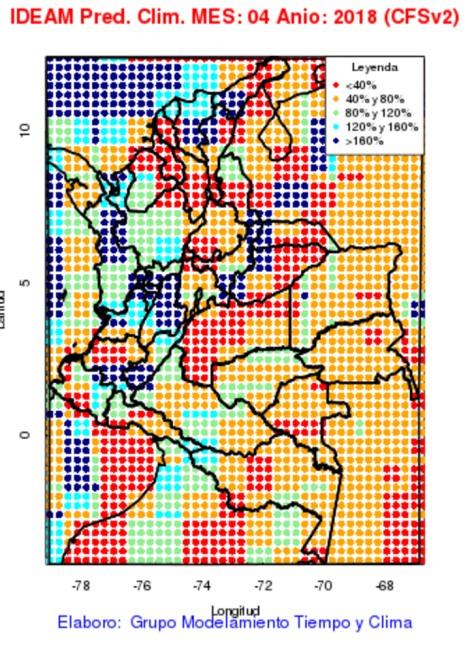 IDEAM Pred. Clim. MES: 04 Anio: 2018 (CFSv2)
Leyenda
<40%
40% y 80%
80% y 120%
120% y 160%
>160%
10
5
0
Latitud
-78 -76 -74 -72 -70 -68
Longitud
Elaboro: Grupo Modelamiento Tiempo y Clima